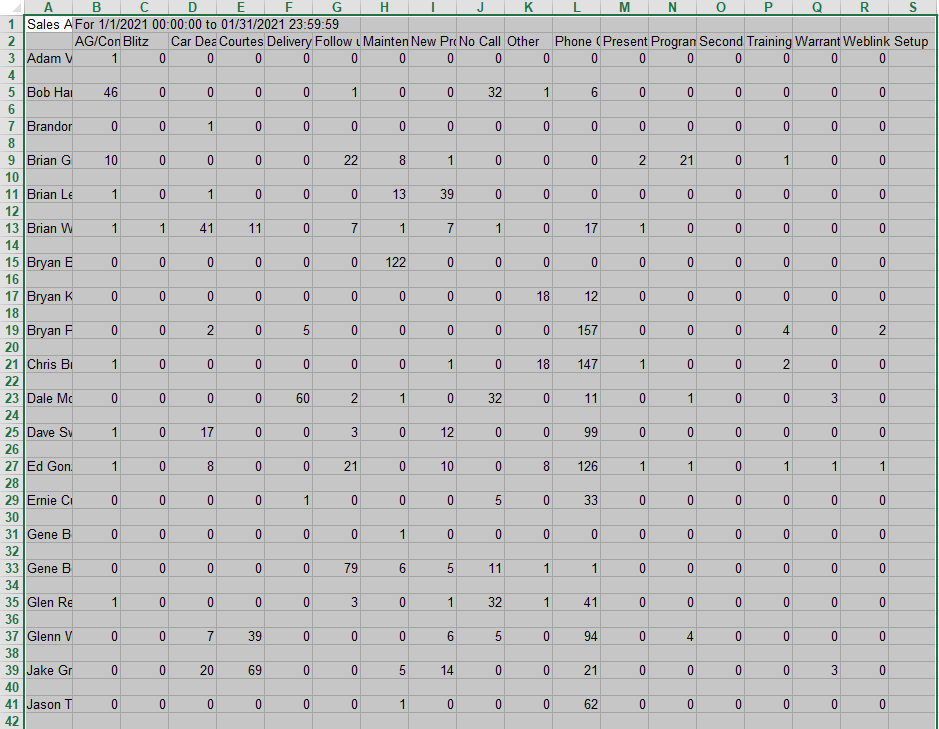 A B C D E F G H I J K L M N O P Q R S
1 Sales A For 1/1/2021 00:00:00 to 01/31/2021 23:59:59
2 AG/Con Blitz Car Dea Courtes Delivery Follow u Mainten New Pro No Call Other Phone C Present Program Second Training Warrant Weblink Setup
3 Adam V 1 0 0 0 0 0 0 0 0 0 0 0 0 0 0 0 0
4
5 Bob Har 46 0 0 0 0 1 0 0 32 1 6 0 0 0 0 0 0
6
7 Brandor 0 0 1 0 0 0 0 0 0 0 0 0 0 0 0 0 0
8
9 Brian G 10 0 0 0 0 22 8 1 0 0 0 2 21 0 1 0 0
10
11 Brian Le 1 0 1 0 0 0 13 39 0 0 0 0 0 0 0 0 0
12
13 Brian W 1 1 41 11 0 7 1 7 1 0 17 1 0 0 0 0 0
14
15 Bryan E 0 0 0 0 0 0 122 0 0 0 0 0 0 0 0 0 0
16
17 Bryan K 0 0 0 0 0 0 0 0 0 18 12 0 0 0 0 0 0
18
19 Bryan F 0 0 2 0 5 0 0 0 0 0 157 0 0 0 4 0 2
20
21 Chris Br 1 0 0 0 0 0 0 1 0 18 147 1 0 0 2 0 0
22
23 Dale Mc 0 0 0 0 60 2 1 0 32 0 11 0 1 0 0 3 0
24
25 Dave Sw 1 0 17 0 0 3 0 12 0 0 99 0 0 0 0 0 0
26
27 Ed Gonz 1 0 8 0 0 21 0 10 0 8 126 1 1 0 1 1 1
28
29 Ernie Cr 0 0 0 0 1 0 0 0 5 0 33 0 0 0 0 0 0
30
31 Gene B 0 0 0 0 0 0 1 0 0 0 0 0 0 0 0 0 0
32
33 Gene B 0 0 0 0 0 79 6 5 11 1 1 0 0 0 0 0 0
34
35 Glen Re 1 0 0 0 0 3 0 1 32 1 41 0 0 0 0 0 0
36
37 Glenn W 0 0 7 39 0 0 0 6 5 0 94 0 4 0 0 0 0
38
39 Jake Gr 0 0 20 69 0 0 5 14 0 0 21 0 0 0 0 3 0
40
41 Jason T 0 0 0 0 0 0 1 0 0 0 62 0 0 0 0 0 0
42